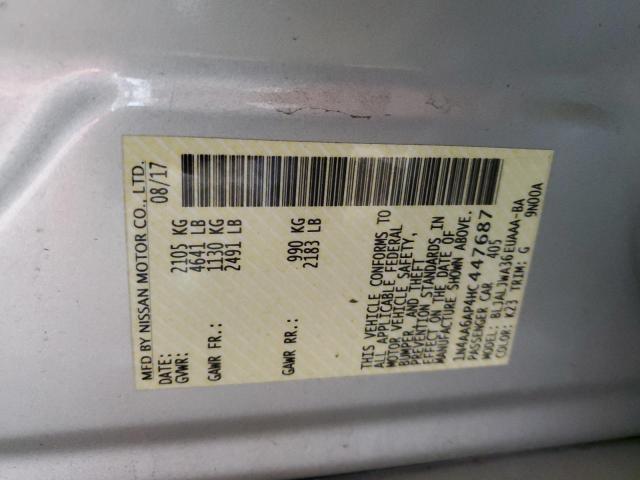 MFD BY NISSAN MOTOR CO., LTD.
DATE: 08/17
GVWR: 2105 KG
4641 LB
GAWR FR.: 1130 KG
2491 LB
GAWR RR.: 990 KG
2183 LB
THIS VEHICLE CONFORMS TO
ALL APPLICABLE FEDERAL
MOTOR VEHICLE SAFETY,
BUMPER, AND THEFT
PREVENTION STANDARDS IN
EFFECT ON THE DATE OF
MANUFACTURE SHOWN ABOVE.
1N4AA6AP4HC447687
PASSENGER CAR 405
MODEL: BLJALJWA36EUAAA-BA
COLOR: K23 TRIM: G 9N00A